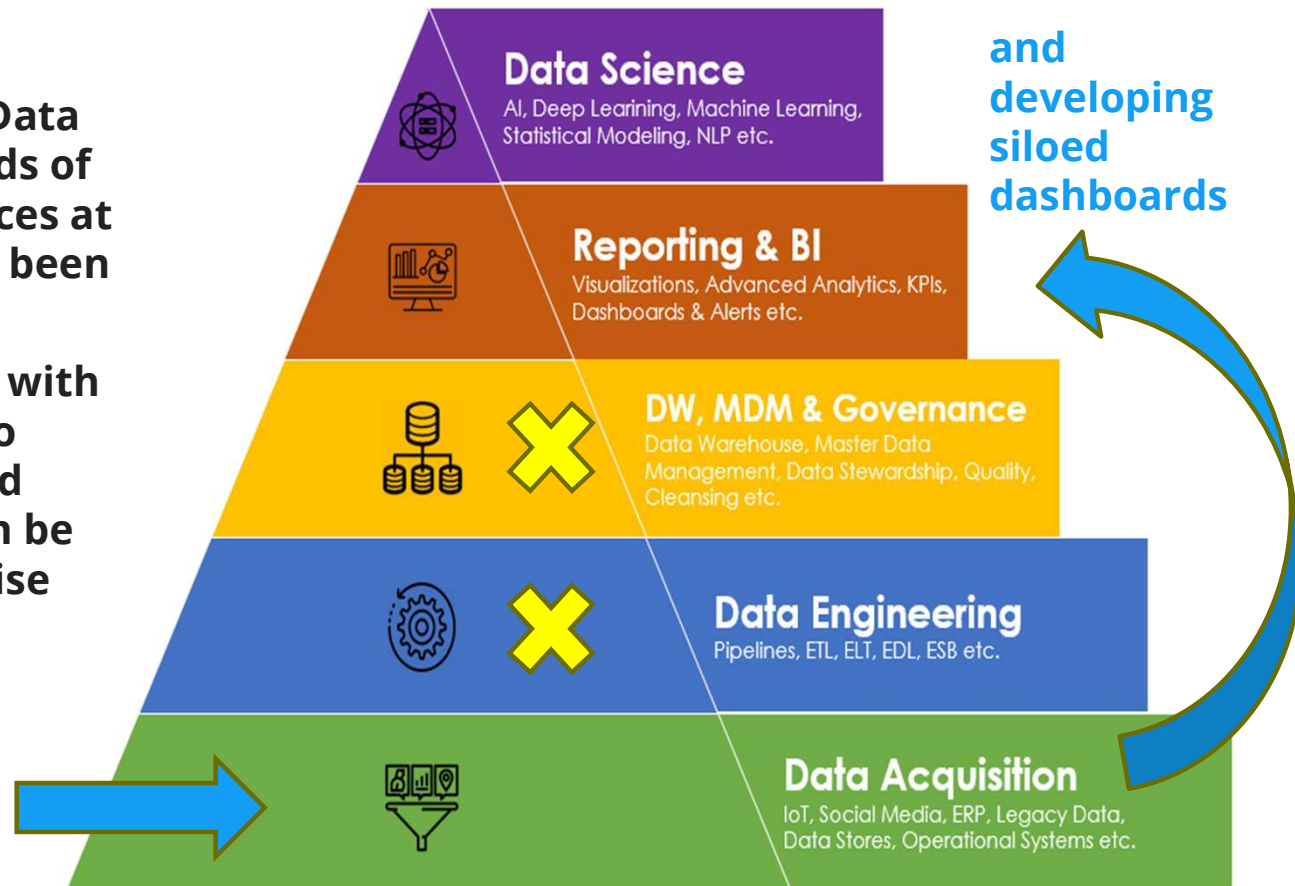 Data
ds of
ces at
been
with
o
d
n be
ise
Data Science
AI, Deep Learining, Machine Learning,
Statistical Modeling, NLP etc.
and
developing
siloed
dashboards
Reporting & BI
Visualizations, Advanced Analytics, KPIs,
Dashboards & Alerts etc.
DW, MDM & Governance
Data Warehouse, Master Data
Management, Data Stewardship, Quality,
Cleansing etc.
Data Engineering
Pipelines, ETL, ELT, EDL, ESB etc.
Data Acquisition
IoT, Social Media, ERP, Legacy Data,
Data Stores, Operational Systems etc.